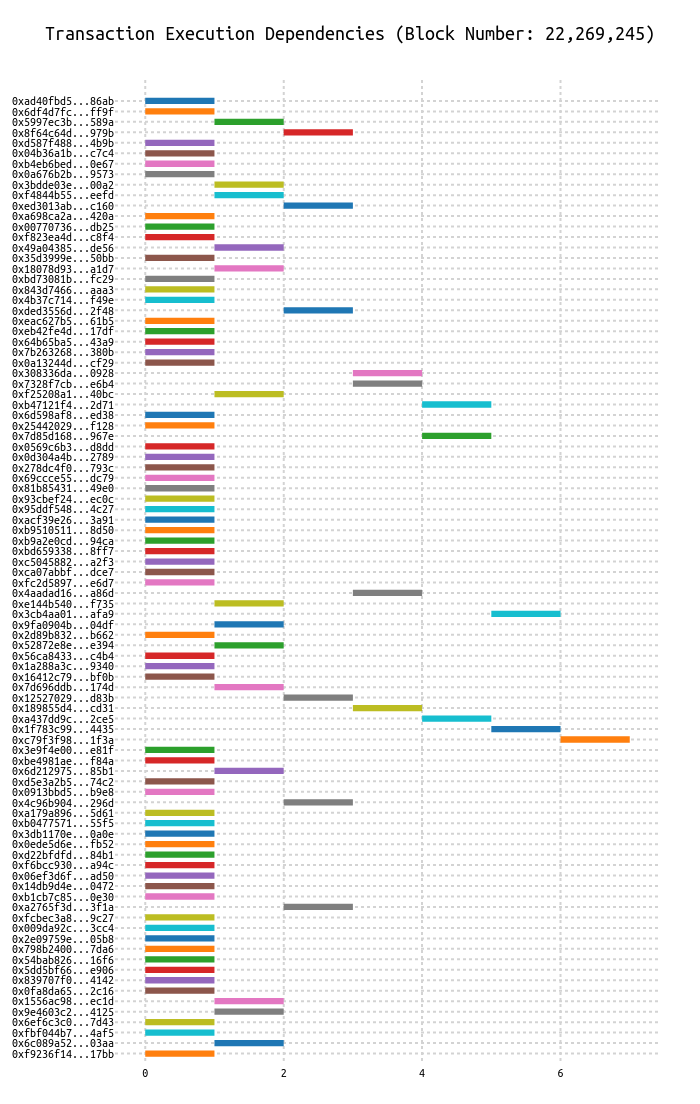 Transaction Execution Dependencies (Block Number: 22,269,245)
0xad40fbd5...86ab
0x6df4d7fc...ff9f
0x5997ec3b...589a
0x8f64c64d...979b
0xd587f488...4b9b
0x04b36a1b...c7c4
0xb4eb6bed...0e67
0x0a676b2b...9573
0x3bdde03e...00a2
0xf4844b55...eefd
0xed3013ab...c160
0xa698ca2a...420a
0x00770736...db25
0xf823ea4d...c8f4
0x49a04385...de56
0x35d3999e...50bb
0x18078d93...a1d7
0xbd73081b...fc29
0x843d7466...aaa3
0x4b37c714...f49e
0xded3556d...2f48
0xeac627b5...61b5
0xeb42fe4d...17df
0x64b65ba5...43a9
0x7b263268...380b
0x0a13244d...cf29
0x308336da...0928
0x7328f7cb...e6b4
0xf25208a1...40bc
0xb47121f4...2d71
0x6d598af8...ed38
0x25442029...f128
0x7d85d168...967e
0x0569c6b3...d8dd
0x0d304a4b...2789
0x278dc4f0...793c
0x69ccce55...dc79
0x81b85431...49e0
0x93cbef24...ec0c
0x95ddf548...4c27
0xacf39e26...3a91
0xb9510511...8d50
0xb9a2e0cd...94ca
0xbd659338...8ff7
0xc5045882...a2f3
0xca07abbf...dce7
0xfc2d5897...e6d7
0x4aadad16...a86d
0xe144b540...f735
0x3cb4aa01...afa9
0x9fa0904b...04df
0x2d89b832...b662
0x52872e8e...e394
0x56ca8433...c4b4
0x1a288a3c...9340
0x16412c79...bf0b
0x7d696ddb...174d
0x12527029...d83b
0x189855d4...cd31
0xa437dd9c...2ce5
0x1f783c99...4435
0xc79f3f98...1f3a
0x3e9f4e00...e81f
0xbe4981ae...f84a
0x6d212975...85b1
0xd5e3a2b5...74c2
0x0913bbd5...b9e8
0x4c96b904...296d
0xa179a896...5d61
0xb0477571...55f5
0x3db1170e...0a0e
0x0ede5d6e...fb52
0xd22bfdfd...84b1
0xf6bcc930...a94c
0x06ef3d6f...ad50
0x14db9d4e...0472
0xb1cb7c85...0e30
0xa2765f3d...3f1a
0xfcbec3a8...9c27
0x009da92c...3cc4
0x2e09759e...05b8
0x798b2400...7da6
0x54bab826...16f6
0x5dd5bf66...e906
0x839707f0...4142
0x0fa8da65...2c16
0x1556ac98...ec1d
0x9e4603c2...4125
0x6ef6c3c0...7d43
0xfbf044b7...4af5
0x6c089a52...03aa
0xf9236f14...17bb
0 2 4 6